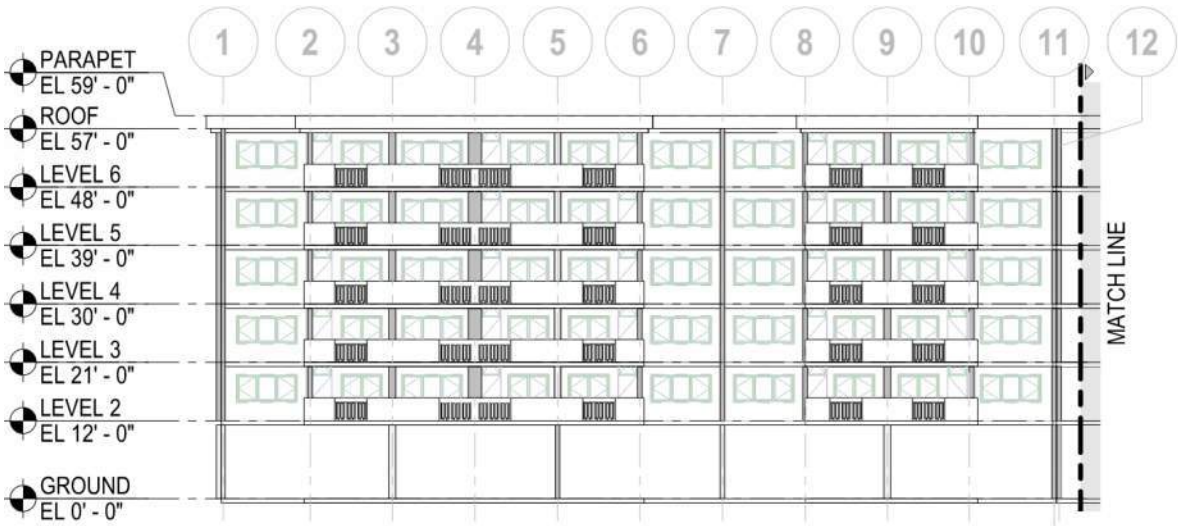 1 2 3 4 5 6 7 8 9 10 11 12
PARAPET
EL 59' - 0"
ROOF
EL 57' - 0"
LEVEL 6
EL 48' - 0"
LEVEL 5
EL 39' - 0"
LEVEL 4
EL 30' - 0"
LEVEL 3
EL 21' - 0"
LEVEL 2
EL 12' - 0"
GROUND
EL 0' - 0"
MATCH LINE